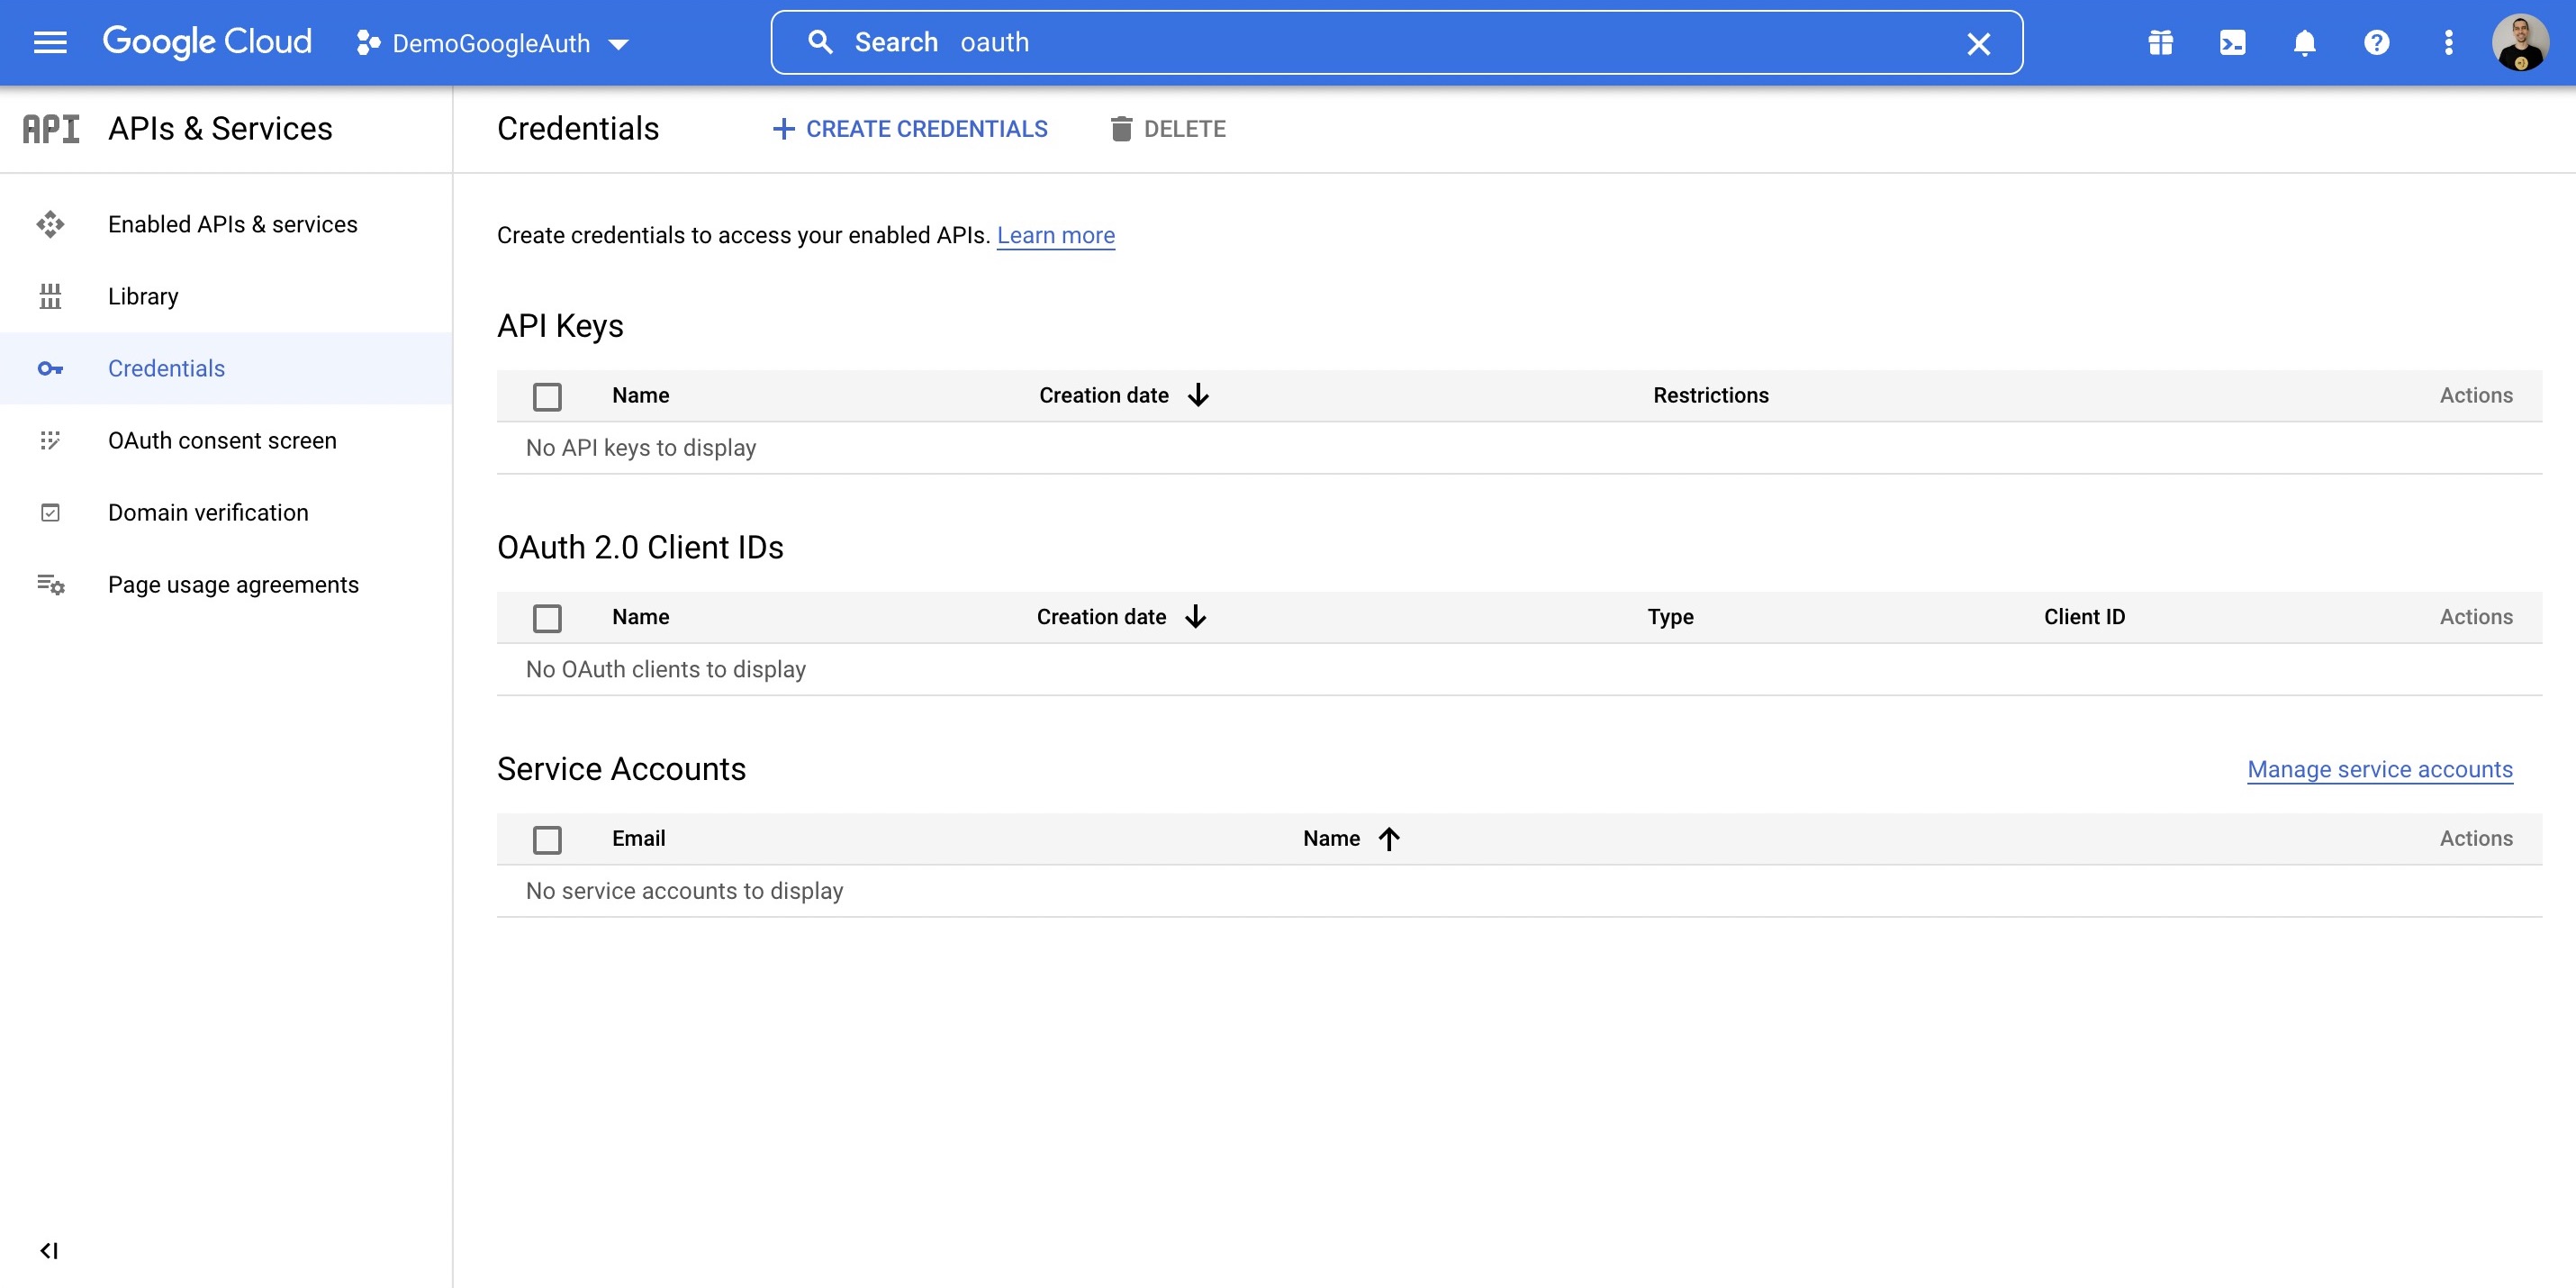 Google Cloud DemoGoogleAuth Search oauth
API APIs & Services
Credentials CREATE CREDENTIALS DELETE
Enabled APIs & services
Library
Credentials
OAuth consent screen
Domain verification
Page usage agreements
Create credentials to access your enabled APIs. Learn more
API Keys
Name Creation date Restrictions Actions
No API keys to display
OAuth 2.0 Client IDs
Name Creation date Type Client ID Actions
No OAuth clients to display
Service Accounts Manage service accounts
Email Name Actions
No service accounts to display